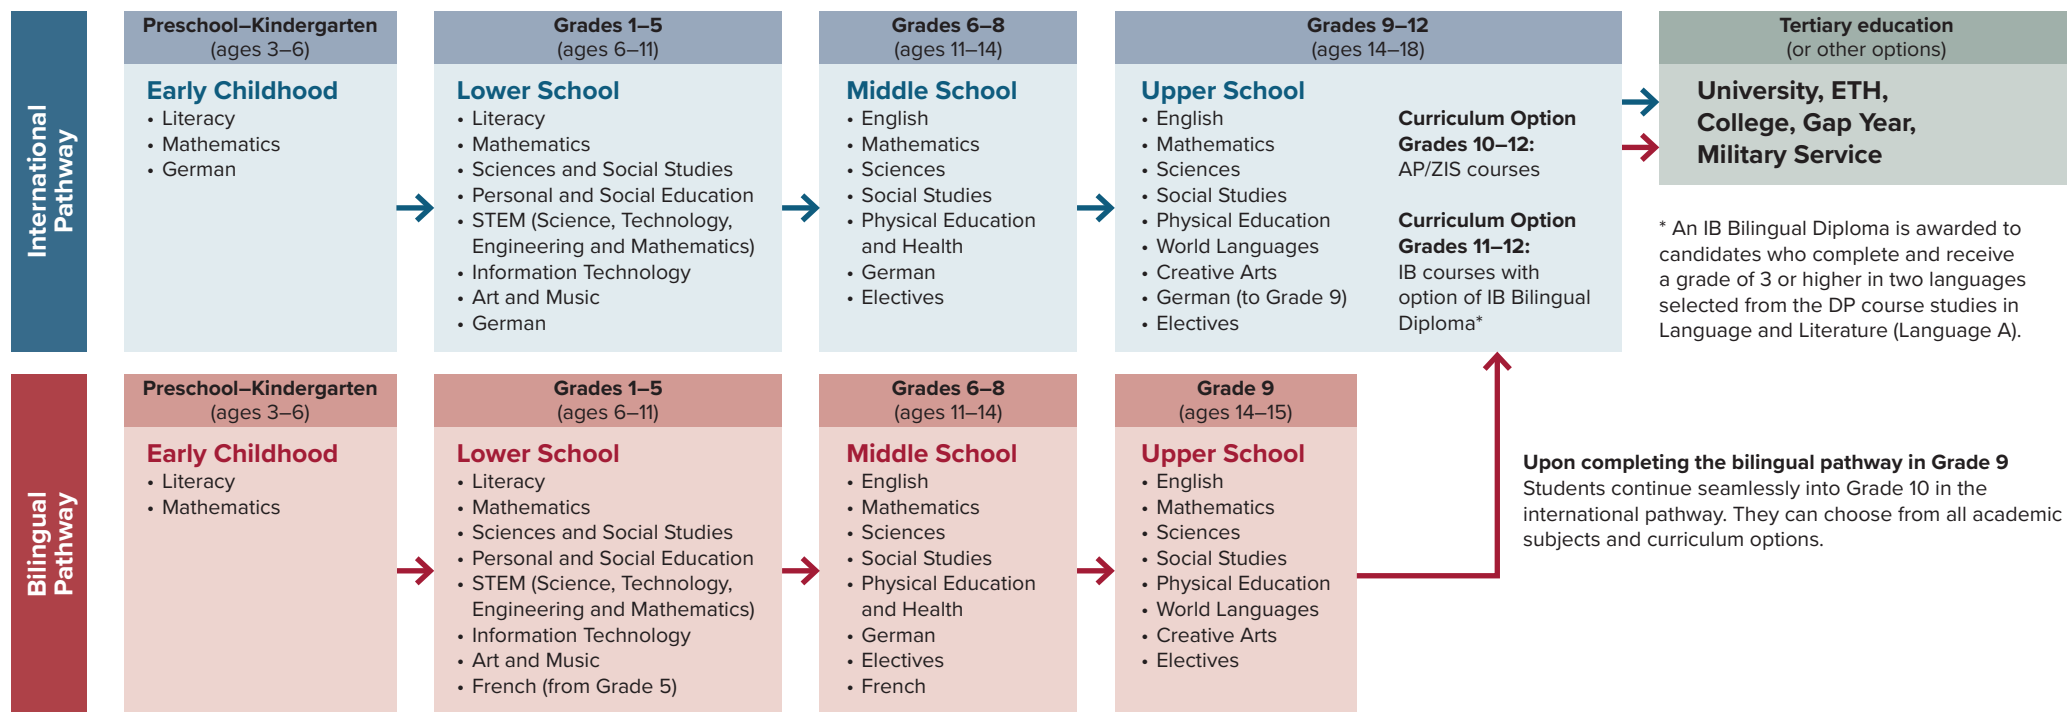 International
Pathway
Preschool–Kindergarten
(ages 3–6)
Early Childhood
• Literacy
• Mathematics
• German
Grades 1–5
(ages 6–11)
Lower School
• Literacy
• Mathematics
• Sciences and Social Studies
• Personal and Social Education
• STEM (Science, Technology,
Engineering and Mathematics)
• Information Technology
• Art and Music
• German
Grades 6–8
(ages 11–14)
Middle School
• English
• Mathematics
• Sciences
• Social Studies
• Physical Education
and Health
• German
• Electives
Grades 9–12
(ages 14–18)
Upper School
• English
• Mathematics
• Sciences
• Social Studies
• Physical Education
• World Languages
• Creative Arts
• German (to Grade 9)
• Electives
Curriculum Option
Grades 10–12:
AP/ZIS courses
Curriculum Option
Grades 11–12:
IB courses with
option of IB Bilingual
Diploma*
Tertiary education
(or other options)
University, ETH,
College, Gap Year,
Military Service
* An IB Bilingual Diploma is awarded to
candidates who complete and receive
a grade of 3 or higher in two languages
selected from the DP course studies in
Language and Literature (Language A).
Bilingual
Pathway
Preschool–Kindergarten
(ages 3–6)
Early Childhood
• Literacy
• Mathematics
Grades 1–5
(ages 6–11)
Lower School
• Literacy
• Mathematics
• Sciences and Social Studies
• Personal and Social Education
• STEM (Science, Technology,
Engineering and Mathematics)
• Information Technology
• Art and Music
• French (from Grade 5)
Grades 6–8
(ages 11–14)
Middle School
• English
• Mathematics
• Sciences
• Social Studies
• Physical Education
and Health
• German
• Electives
• French
Grade 9
(ages 14–15)
Upper School
• English
• Mathematics
• Sciences
• Social Studies
• Physical Education
• World Languages
• Creative Arts
• Electives
Upon completing the bilingual pathway in Grade 9
Students continue seamlessly into Grade 10 in the
international pathway. They can choose from all academic
subjects and curriculum options.